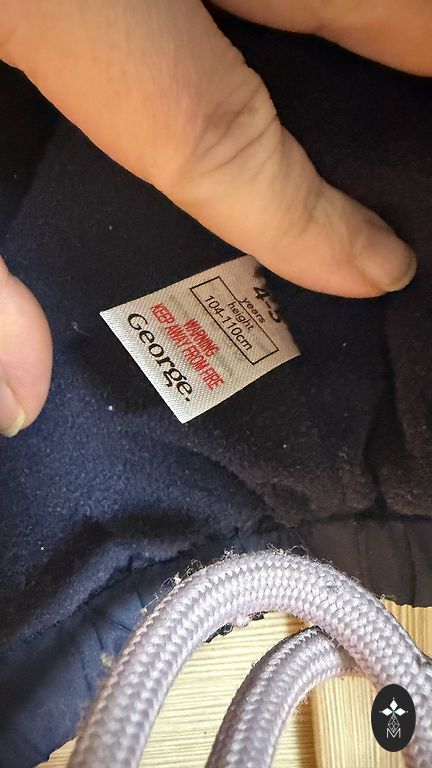 4-5
years
height
104-110cm
WARNING
KEEP AWAY FROM FIRE
George.